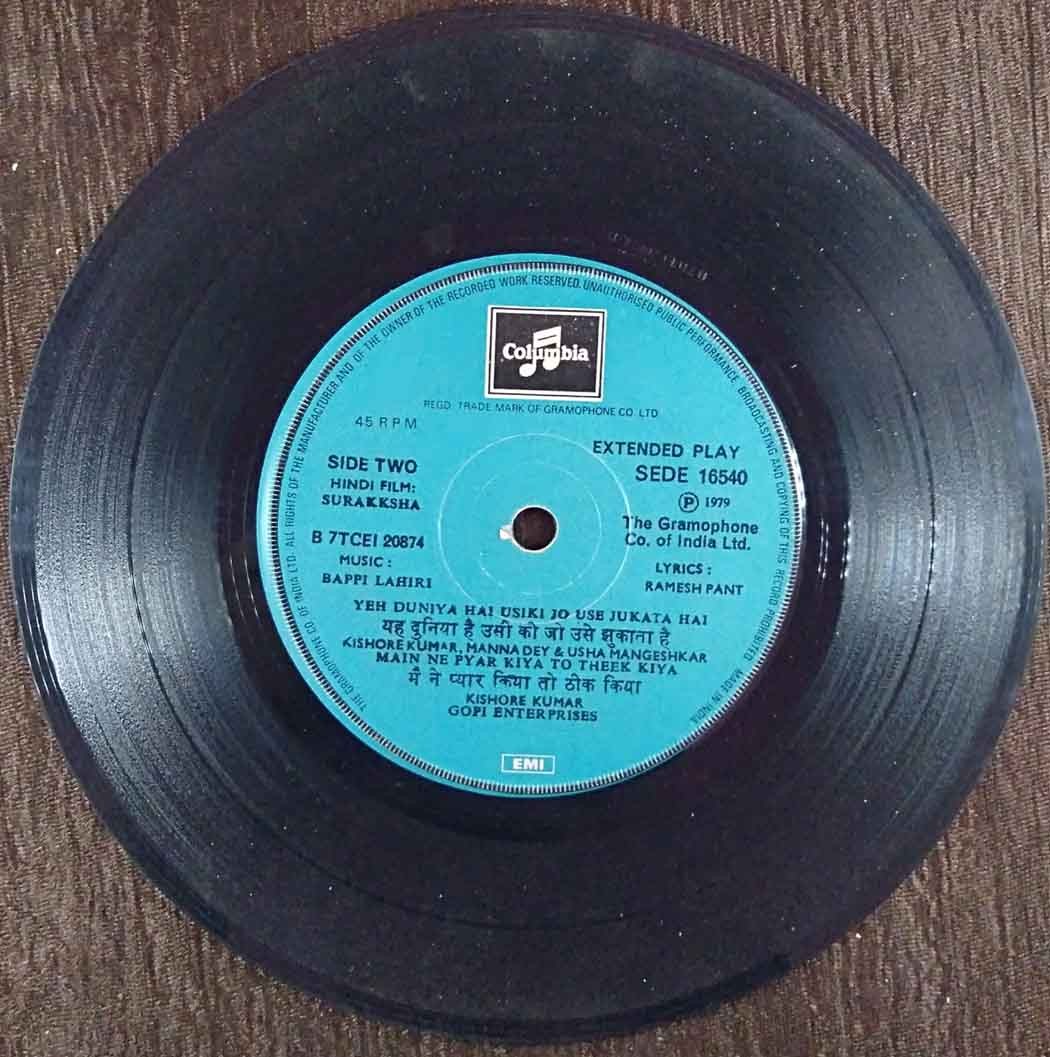 THE GRAMOPHONE CO. OF INDIA LTD. ALL RIGHTS OF THE MANUFACTURER AND OF THE OWNER OF THE RECORDED WORK RESERVED. UNAUTHORISED PUBLIC PERFORMANCE, BROADCASTING AND COPYING OF THIS RECORD PROHIBITED. MADE IN INDIA
Columbia
REGD. TRADE MARK OF GRAMOPHONE CO. LTD
45 RPM
EXTENDED PLAY
SIDE TWO
SEDE 16540
HINDI FILM:
SURAKKSHA
Ⓟ 1979
The Gramophone
Co. of India Ltd.
B 7TCEI 20874
MUSIC :
BAPPI LAHIRI
LYRICS :
RAMESH PANT
YEH DUNIYA HAI USIKI JO USE JUKATA HAI
यह दुनिया है उसी की जो उसे झुकाता है
KISHORE KUMAR, MANNA DEY & USHA MANGESHKAR
MAIN NE PYAR KIYA TO THEEK KIYA
मै ने प्यार किया तो ठीक किया
KISHORE KUMAR
GOPI ENTERPRISES
EMI